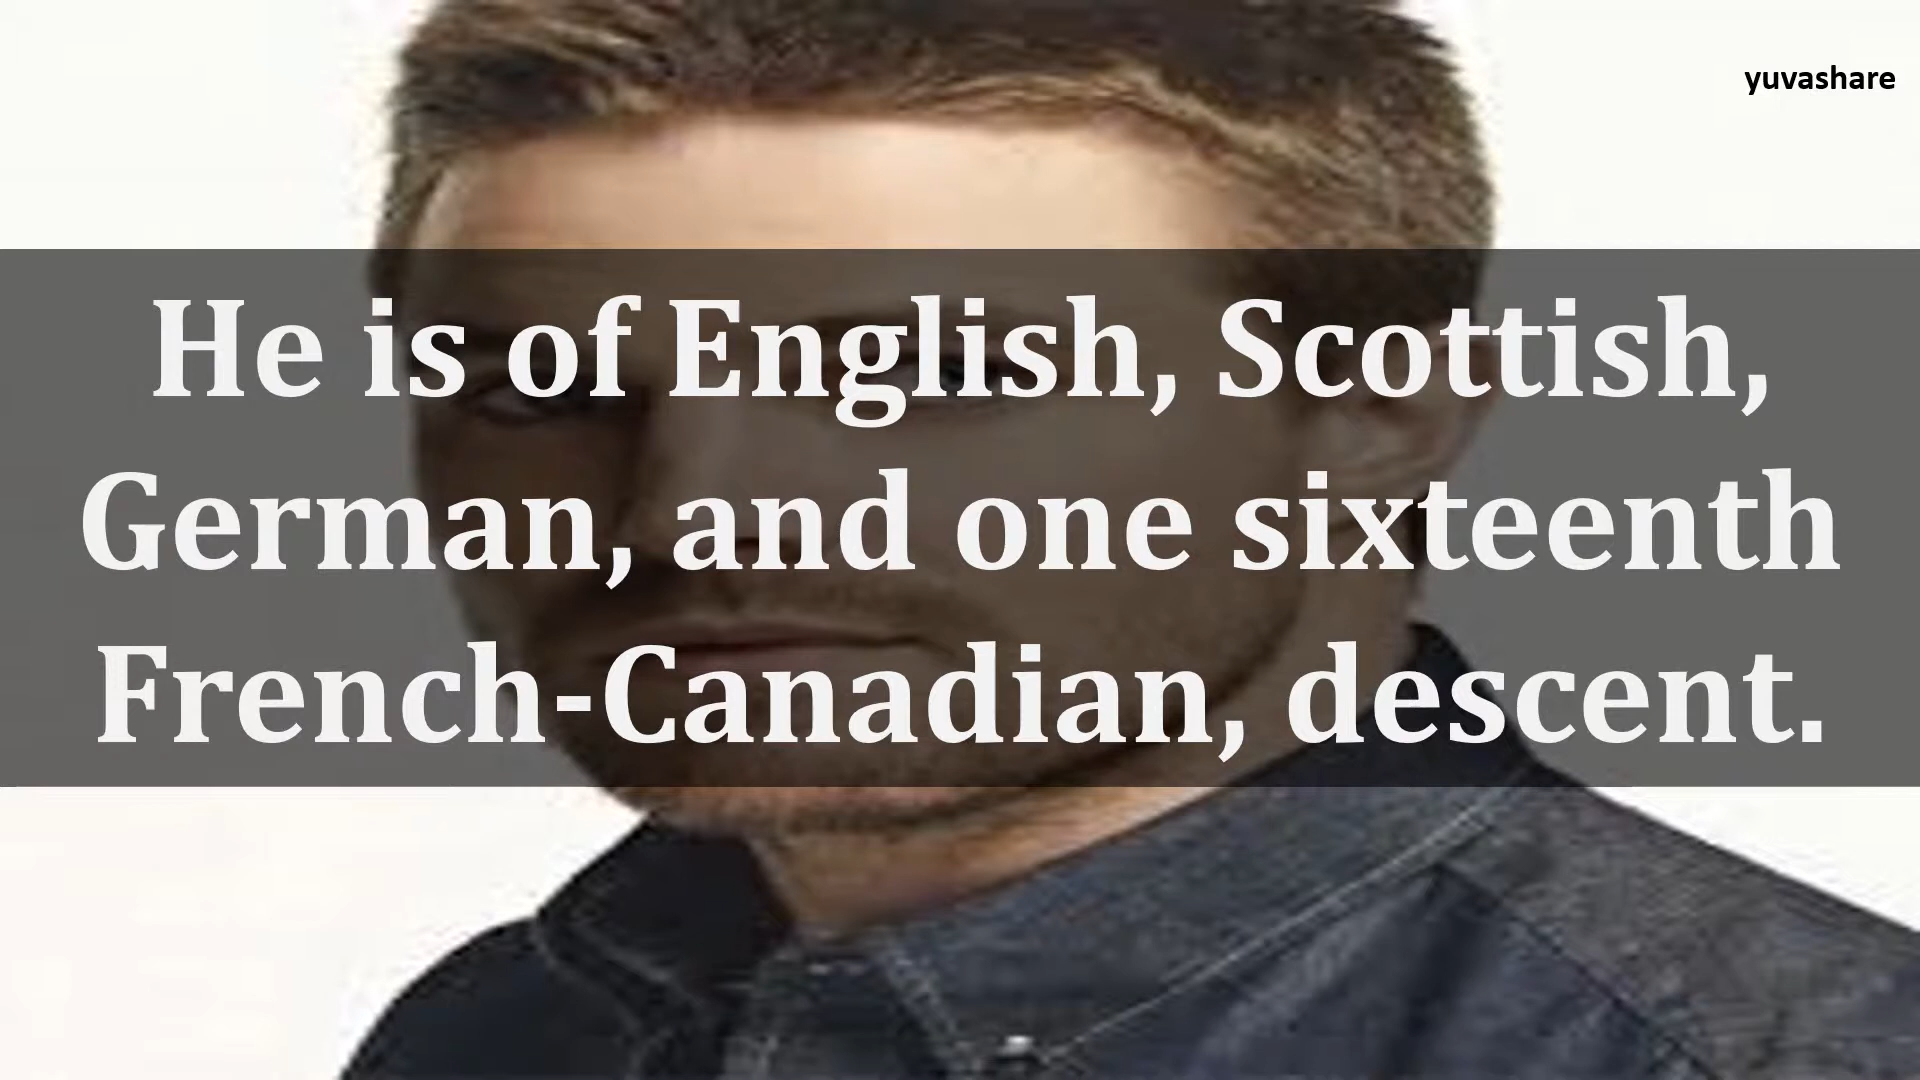 yuvashare
He is of English, Scottish,
German, and one sixteenth
French-Canadian, descent.